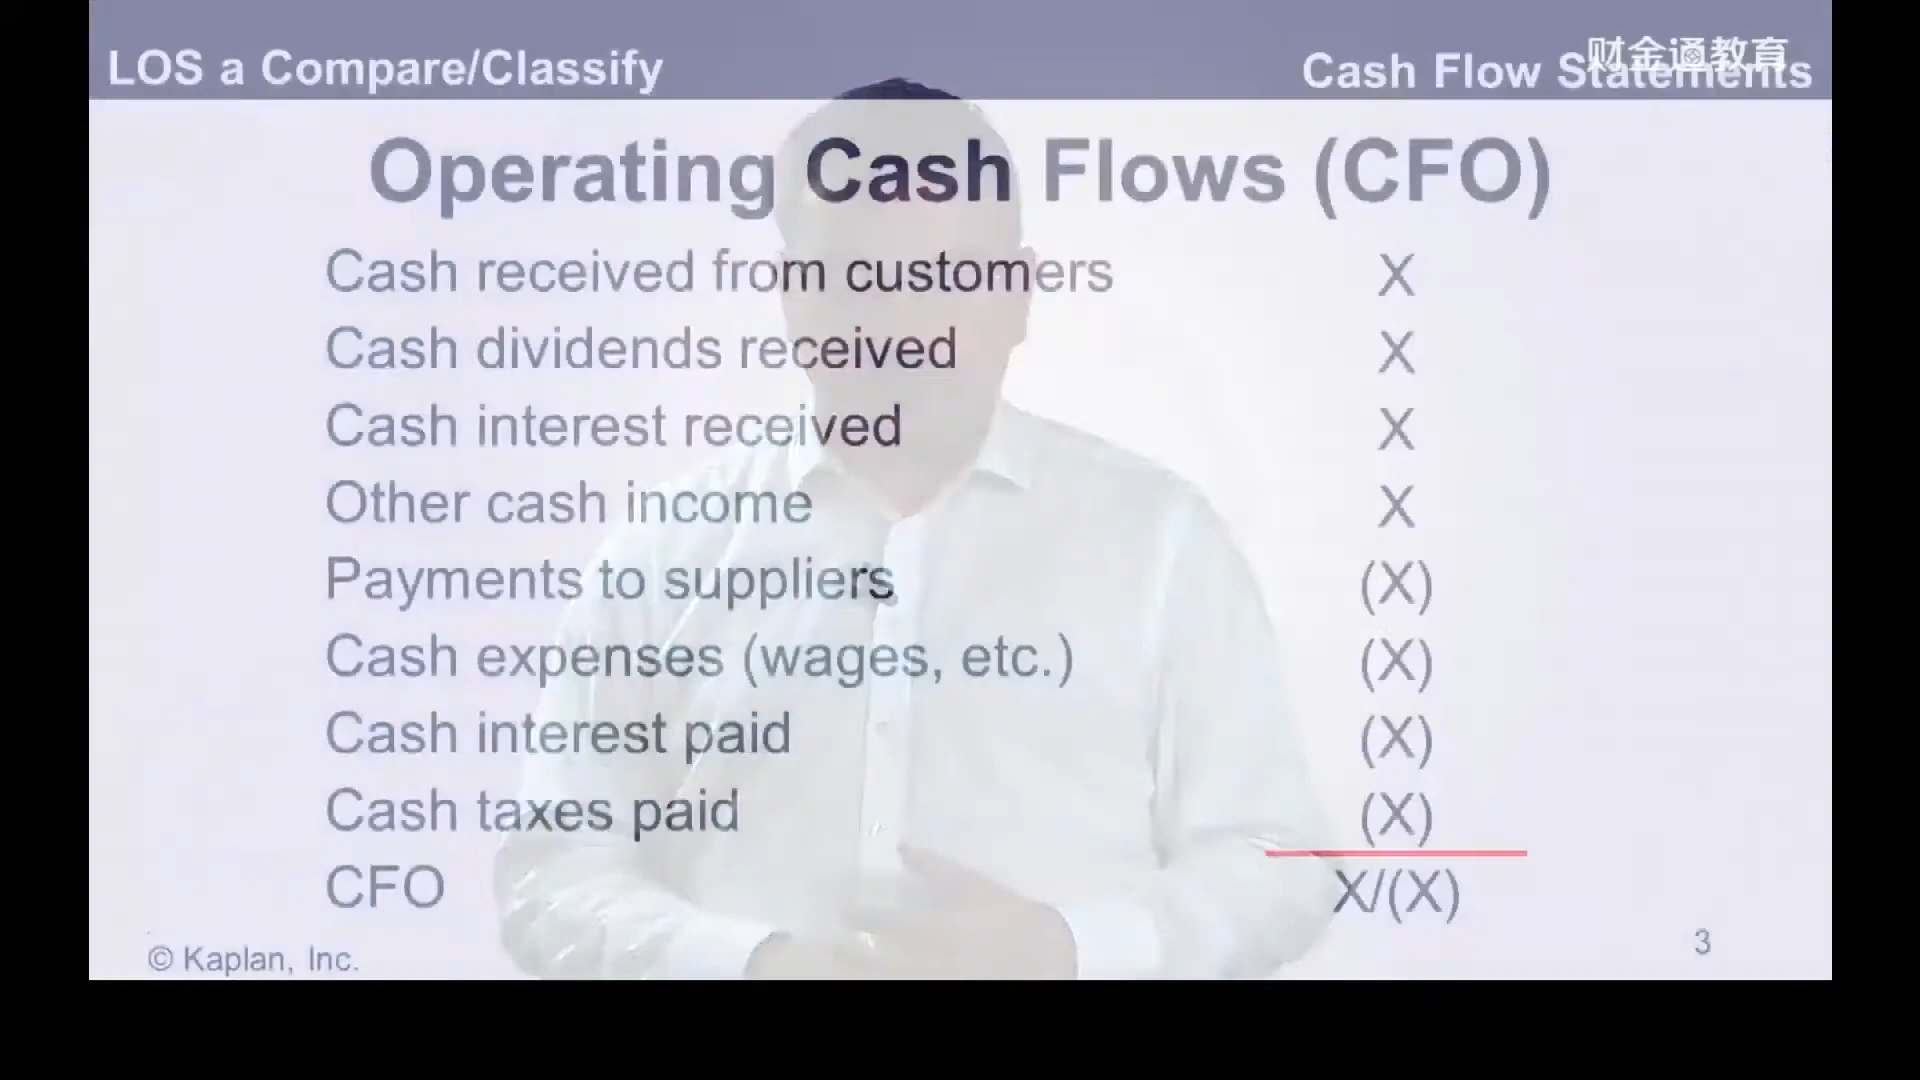 LOS a Compare/Classify
Cash Flow Statements
财金通教育
Operating Cash Flows (CFO)
Cash received from customers X
Cash dividends received X
Cash interest received X
Other cash income X
Payments to suppliers (X)
Cash expenses (wages, etc.) (X)
Cash interest paid (X)
Cash taxes paid (X)
CFO X/(X)
© Kaplan, Inc.
3